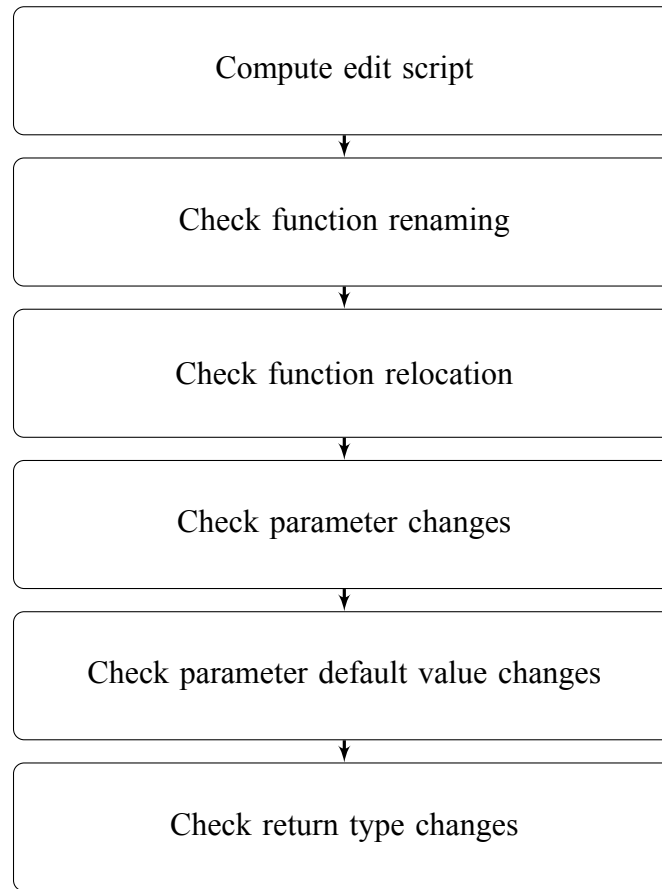 Compute edit script
Check function renaming
Check function relocation
Check parameter changes
Check parameter default value changes
Check return type changes